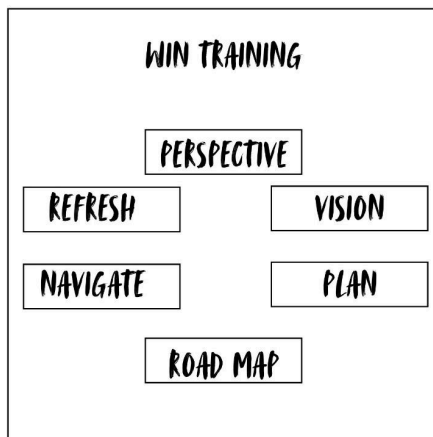 WIN TRAINING
PERSPECTIVE
REFRESH
VISION
NAVIGATE
PLAN
ROAD MAP